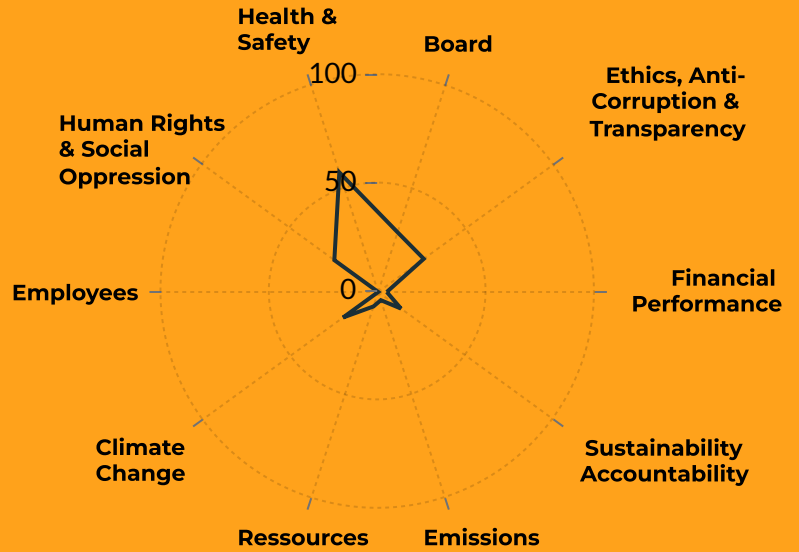 Health &
Safety
Board
100
Ethics, Anti-
Corruption &
Transparency
Human Rights
& Social
Oppression
50
Employees
0
Financial
Performance
Climate
Change
Sustainability
Accountability
Ressources
Emissions